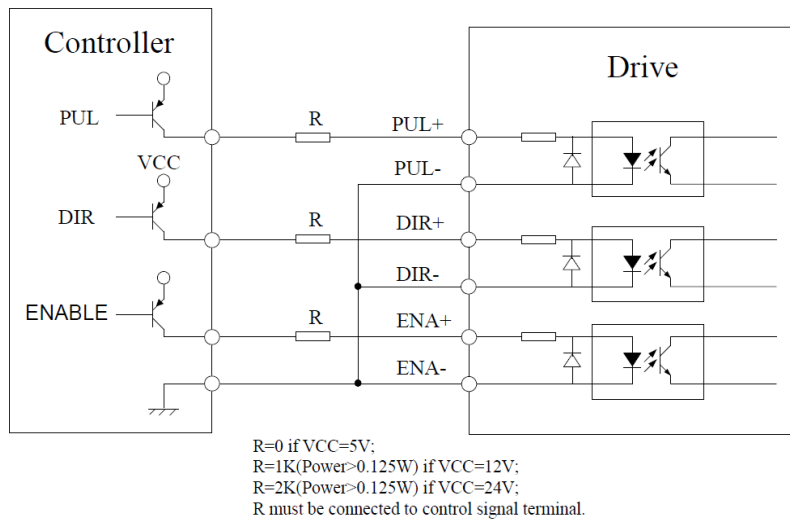 Controller
Drive
PUL
R
PUL+
PUL-
VCC
DIR
R
DIR+
DIR-
ENABLE
R
ENA+
ENA-
R=0 if VCC=5V;
R=1K(Power>0.125W) if VCC=12V;
R=2K(Power>0.125W) if VCC=24V;
R must be connected to control signal terminal.